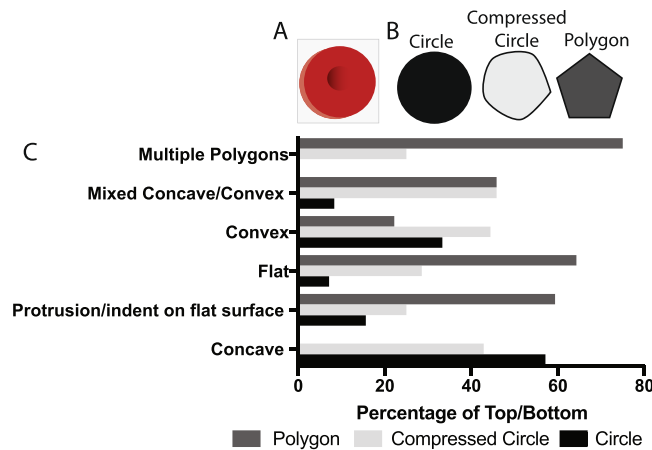 A
B
Circle
Compressed
Circle
Polygon
C
Multiple Polygons
Mixed Concave/Convex
Convex
Flat
Protrusion/indent on flat surface
Concave
0 20 40 60 80
Percentage of Top/Bottom
Polygon Compressed Circle Circle